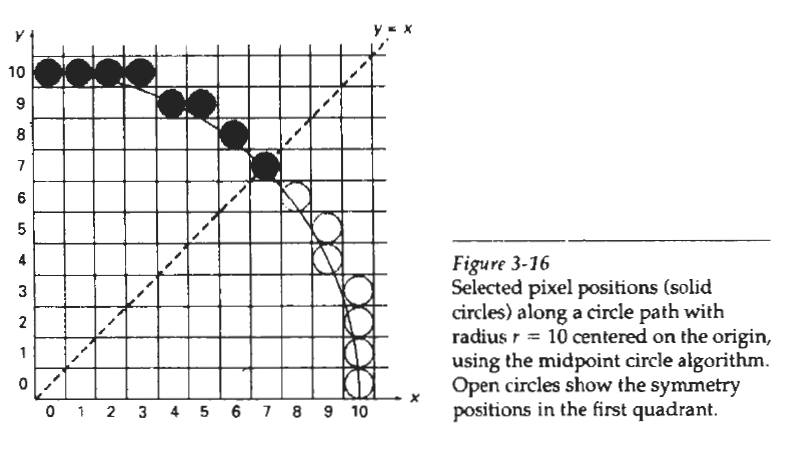 y
y = x
10
9
8
7
6
5
4
3
2
1
0
0 1 2 3 4 5 6 7 8 9 10
x
Figure 3-16
Selected pixel positions (solid
circles) along a circle path with
radius r = 10 centered on the origin,
using the midpoint circle algorithm.
Open circles show the symmetry
positions in the first quadrant.